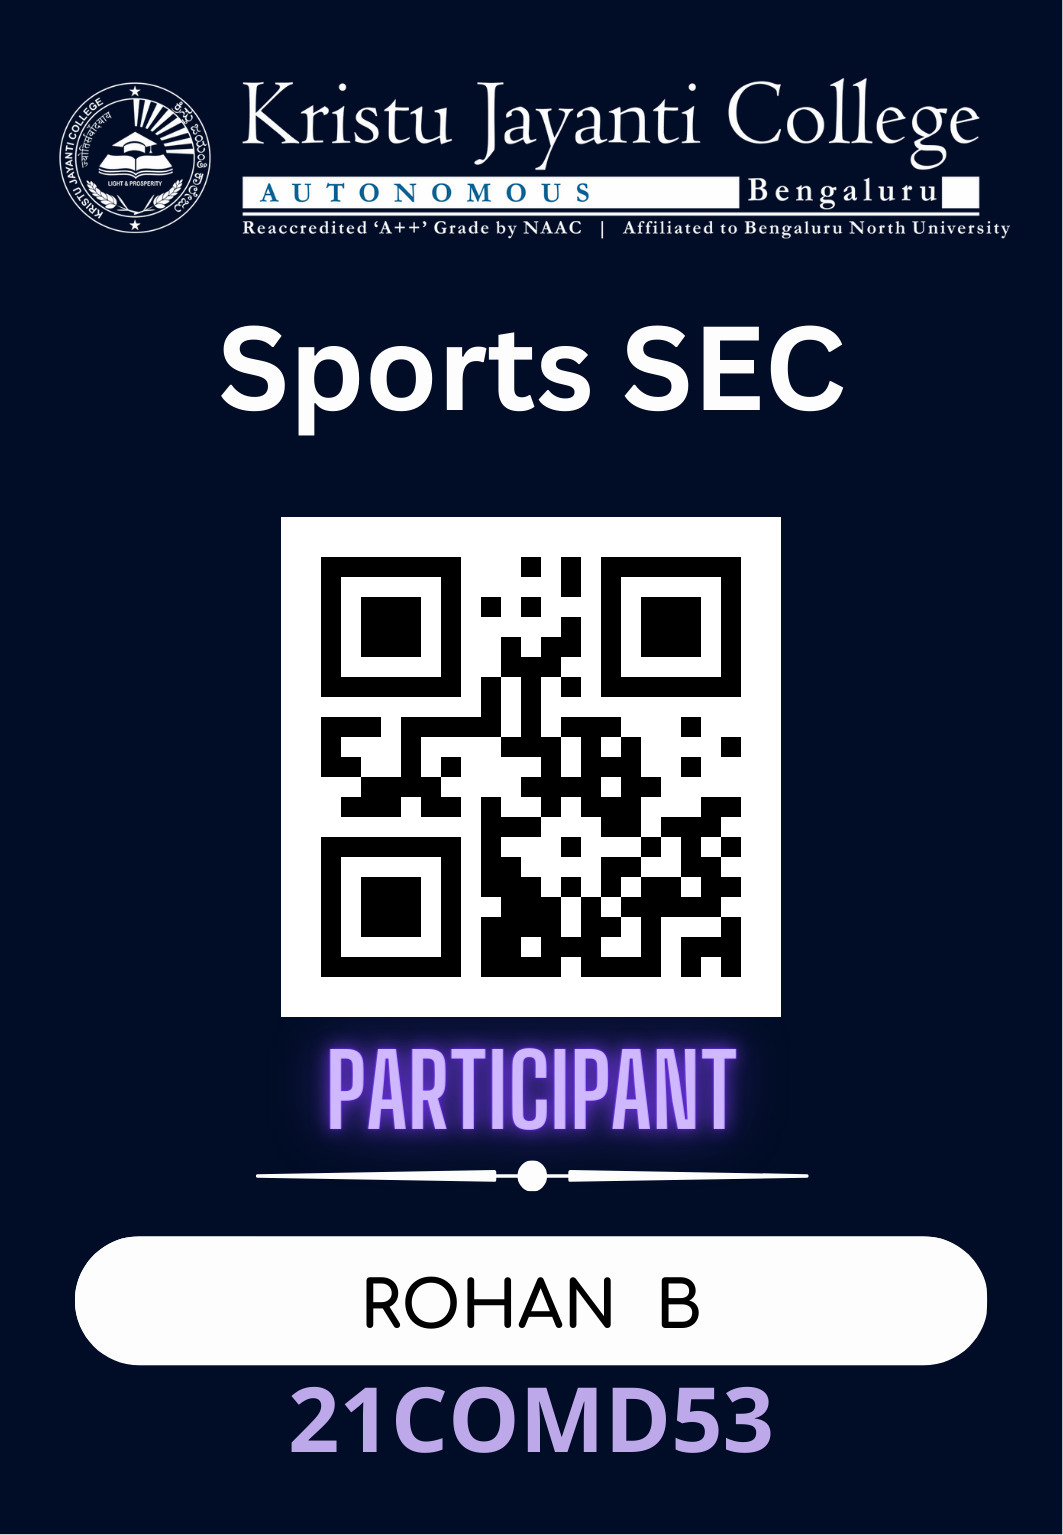 KRISTU JAYANTI COLLEGE
ಕ್ರಿಸ್ತು ಜಯಂತಿ ಕಾಲೇಜು
LIGHT & PROSPERITY
Kristu Jayanti College
AUTONOMOUS Bengaluru
Reaccredited ‘A++’ Grade by NAAC | Affiliated to Bengaluru North University
Sports SEC
PARTICIPANT
ROHAN B
21COMD53